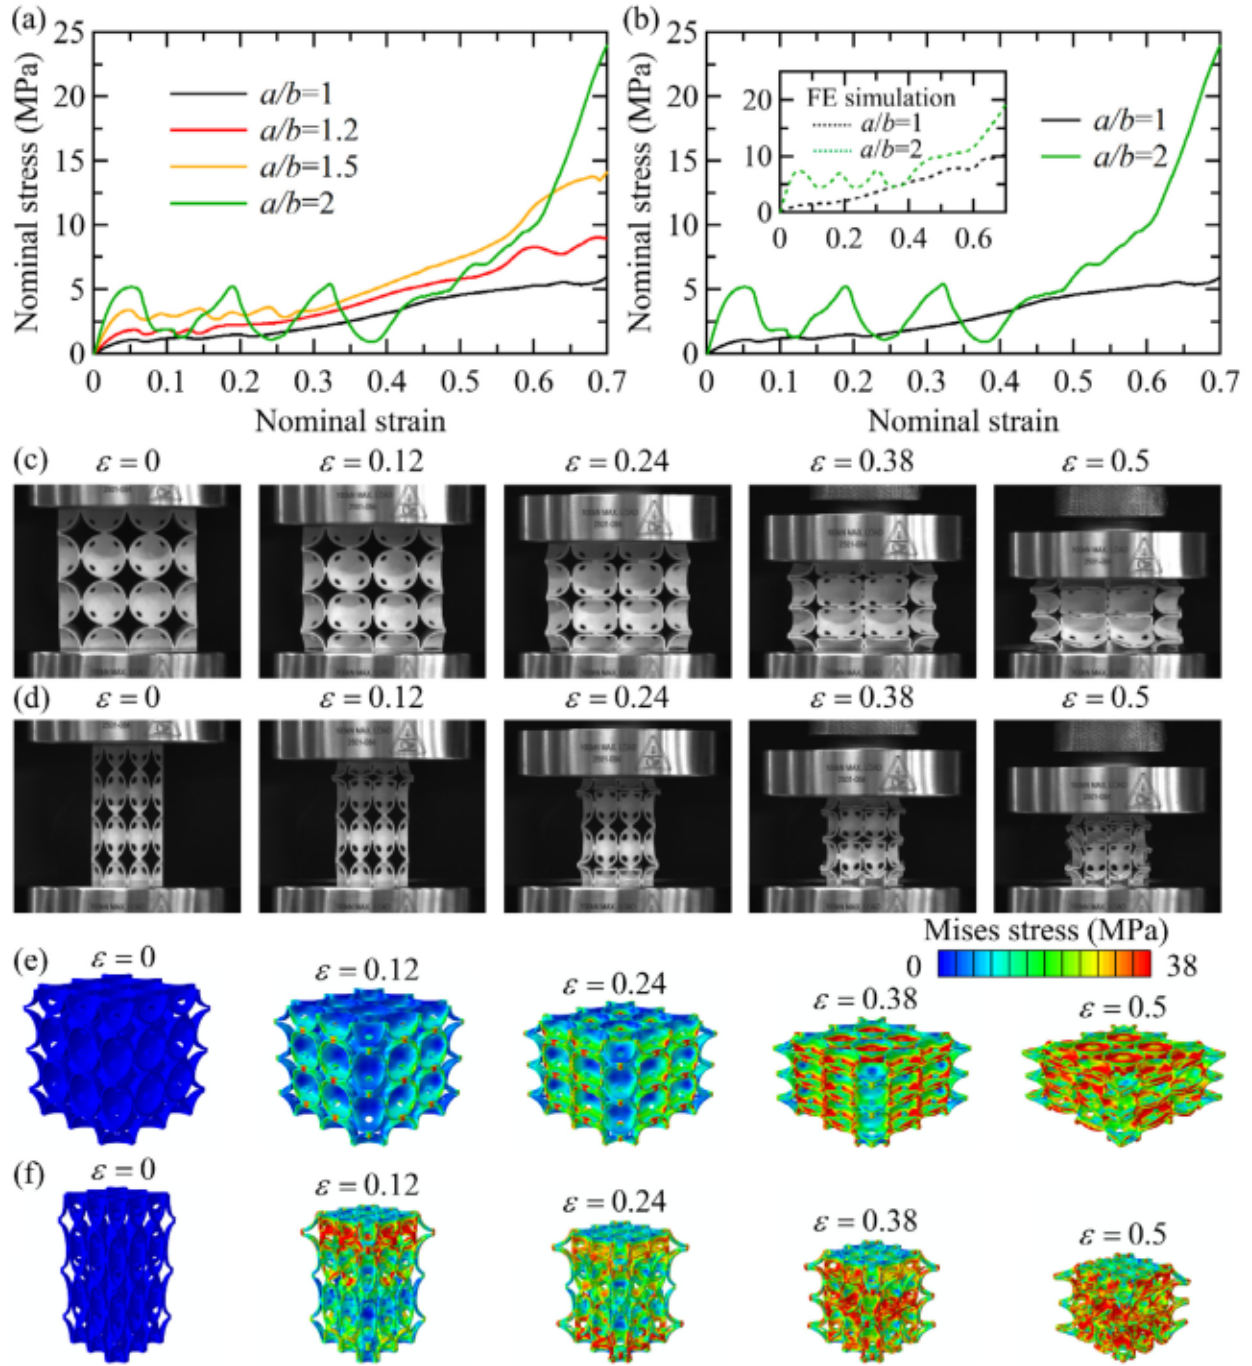 (a)
25
20
15
10
5
0
Nominal stress (MPa)
a/b=1
a/b=1.2
a/b=1.5
a/b=2
0 0.1 0.2 0.3 0.4 0.5 0.6 0.7
Nominal strain
(b)
25
20
15
10
5
0
Nominal stress (MPa)
20
10
0
FE simulation
a/b=1
a/b=2
0 0.2 0.4 0.6
a/b=1
a/b=2
0 0.1 0.2 0.3 0.4 0.5 0.6 0.7
Nominal strain
(c) ε = 0 ε = 0.12 ε = 0.24 ε = 0.38 ε = 0.5
(d) ε = 0 ε = 0.12 ε = 0.24 ε = 0.38 ε = 0.5
Mises stress (MPa)
0 38
(e) ε = 0 ε = 0.12 ε = 0.24 ε = 0.38 ε = 0.5
(f) ε = 0 ε = 0.12 ε = 0.24 ε = 0.38 ε = 0.5